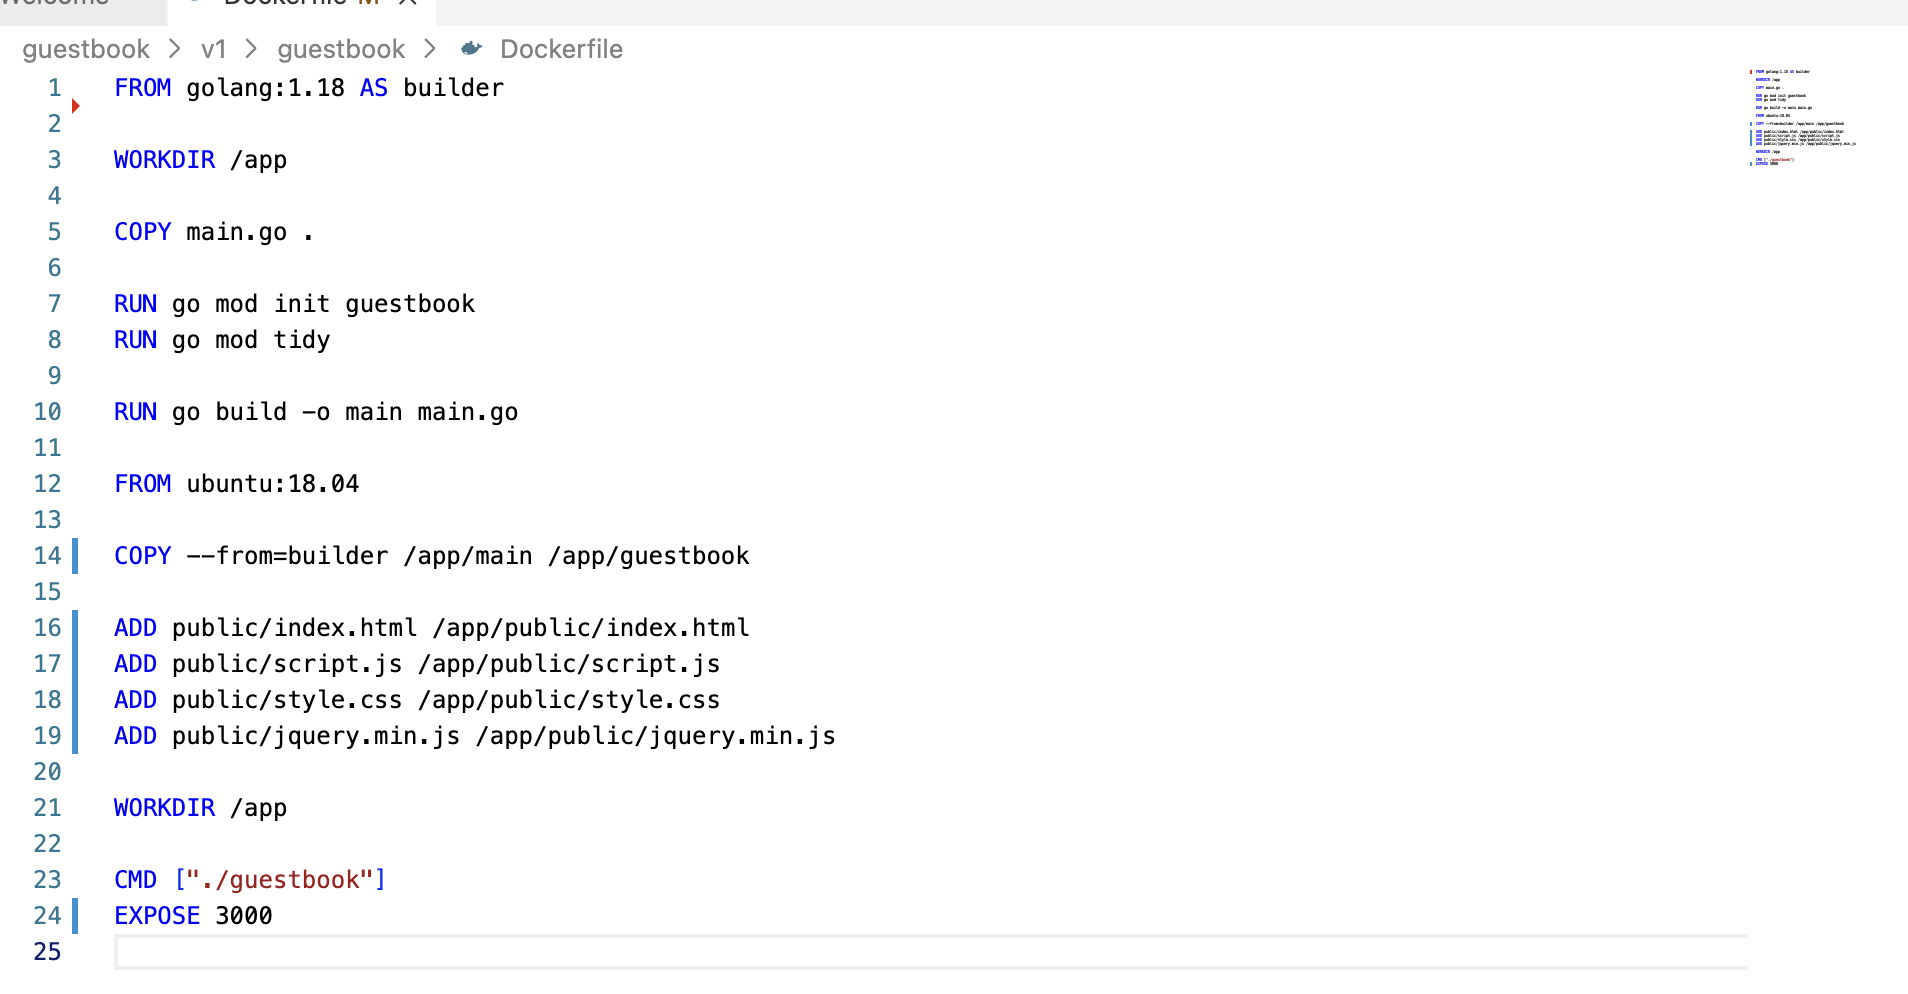 Welcome Dockerfile M
guestbook > v1 > guestbook > Dockerfile
1 FROM golang:1.18 AS builder
2
3 WORKDIR /app
4
5 COPY main.go .
6
7 RUN go mod init guestbook
8 RUN go mod tidy
9
10 RUN go build -o main main.go
11
12 FROM ubuntu:18.04
13
14 COPY --from=builder /app/main /app/guestbook
15
16 ADD public/index.html /app/public/index.html
17 ADD public/script.js /app/public/script.js
18 ADD public/style.css /app/public/style.css
19 ADD public/jquery.min.js /app/public/jquery.min.js
20
21 WORKDIR /app
22
23 CMD ["./guestbook"]
24 EXPOSE 3000
25